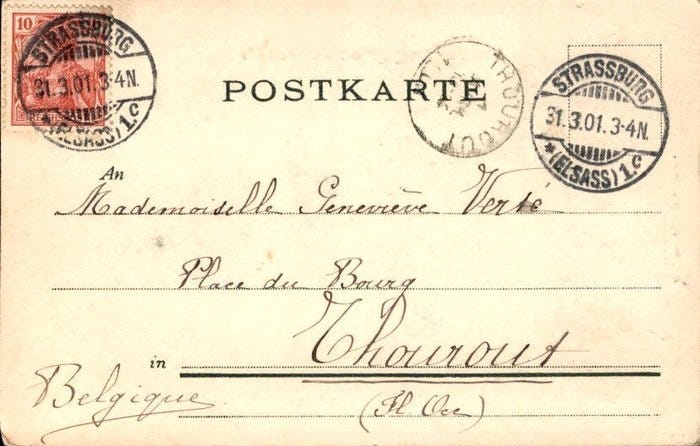 10
STRASSBURG
31.3.01.3-4N.
* (ELSASS) 1.c
POSTKARTE
THOUROUT
STRASSBURG
31.3.01.3-4N.
* (ELSASS) 1.c
An
Mademoiselle Geneviève Versé
Place du Bourg
in Thourout
Belgique
(Fl Occ)